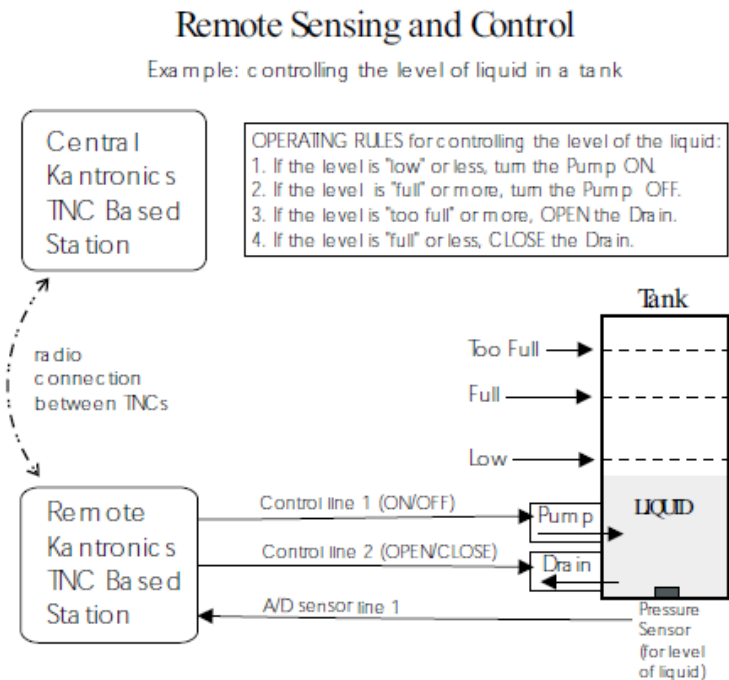 Remote Sensing and Control
Example: controlling the level of liquid in a tank
Central
Kantronics
TNC Based
Station
OPERATING RULES for controlling the level of the liquid:
1. If the level is "low" or less, turn the Pump ON.
2. If the level is "full" or more, turn the Pump OFF.
3. If the level is "too full" or more, OPEN the Drain.
4. If the level is "full" or less, CLOSE the Drain.
Tank
Too Full
Full
Low
radio
connection
between TNCs
Remote
Kantronics
TNC Based
Station
Control line 1 (ON/OFF)
Control line 2 (OPEN/CLOSE)
A/D sensor line 1
Pump
Drain
LIQUID
Pressure
Sensor
(for level
of liquid)